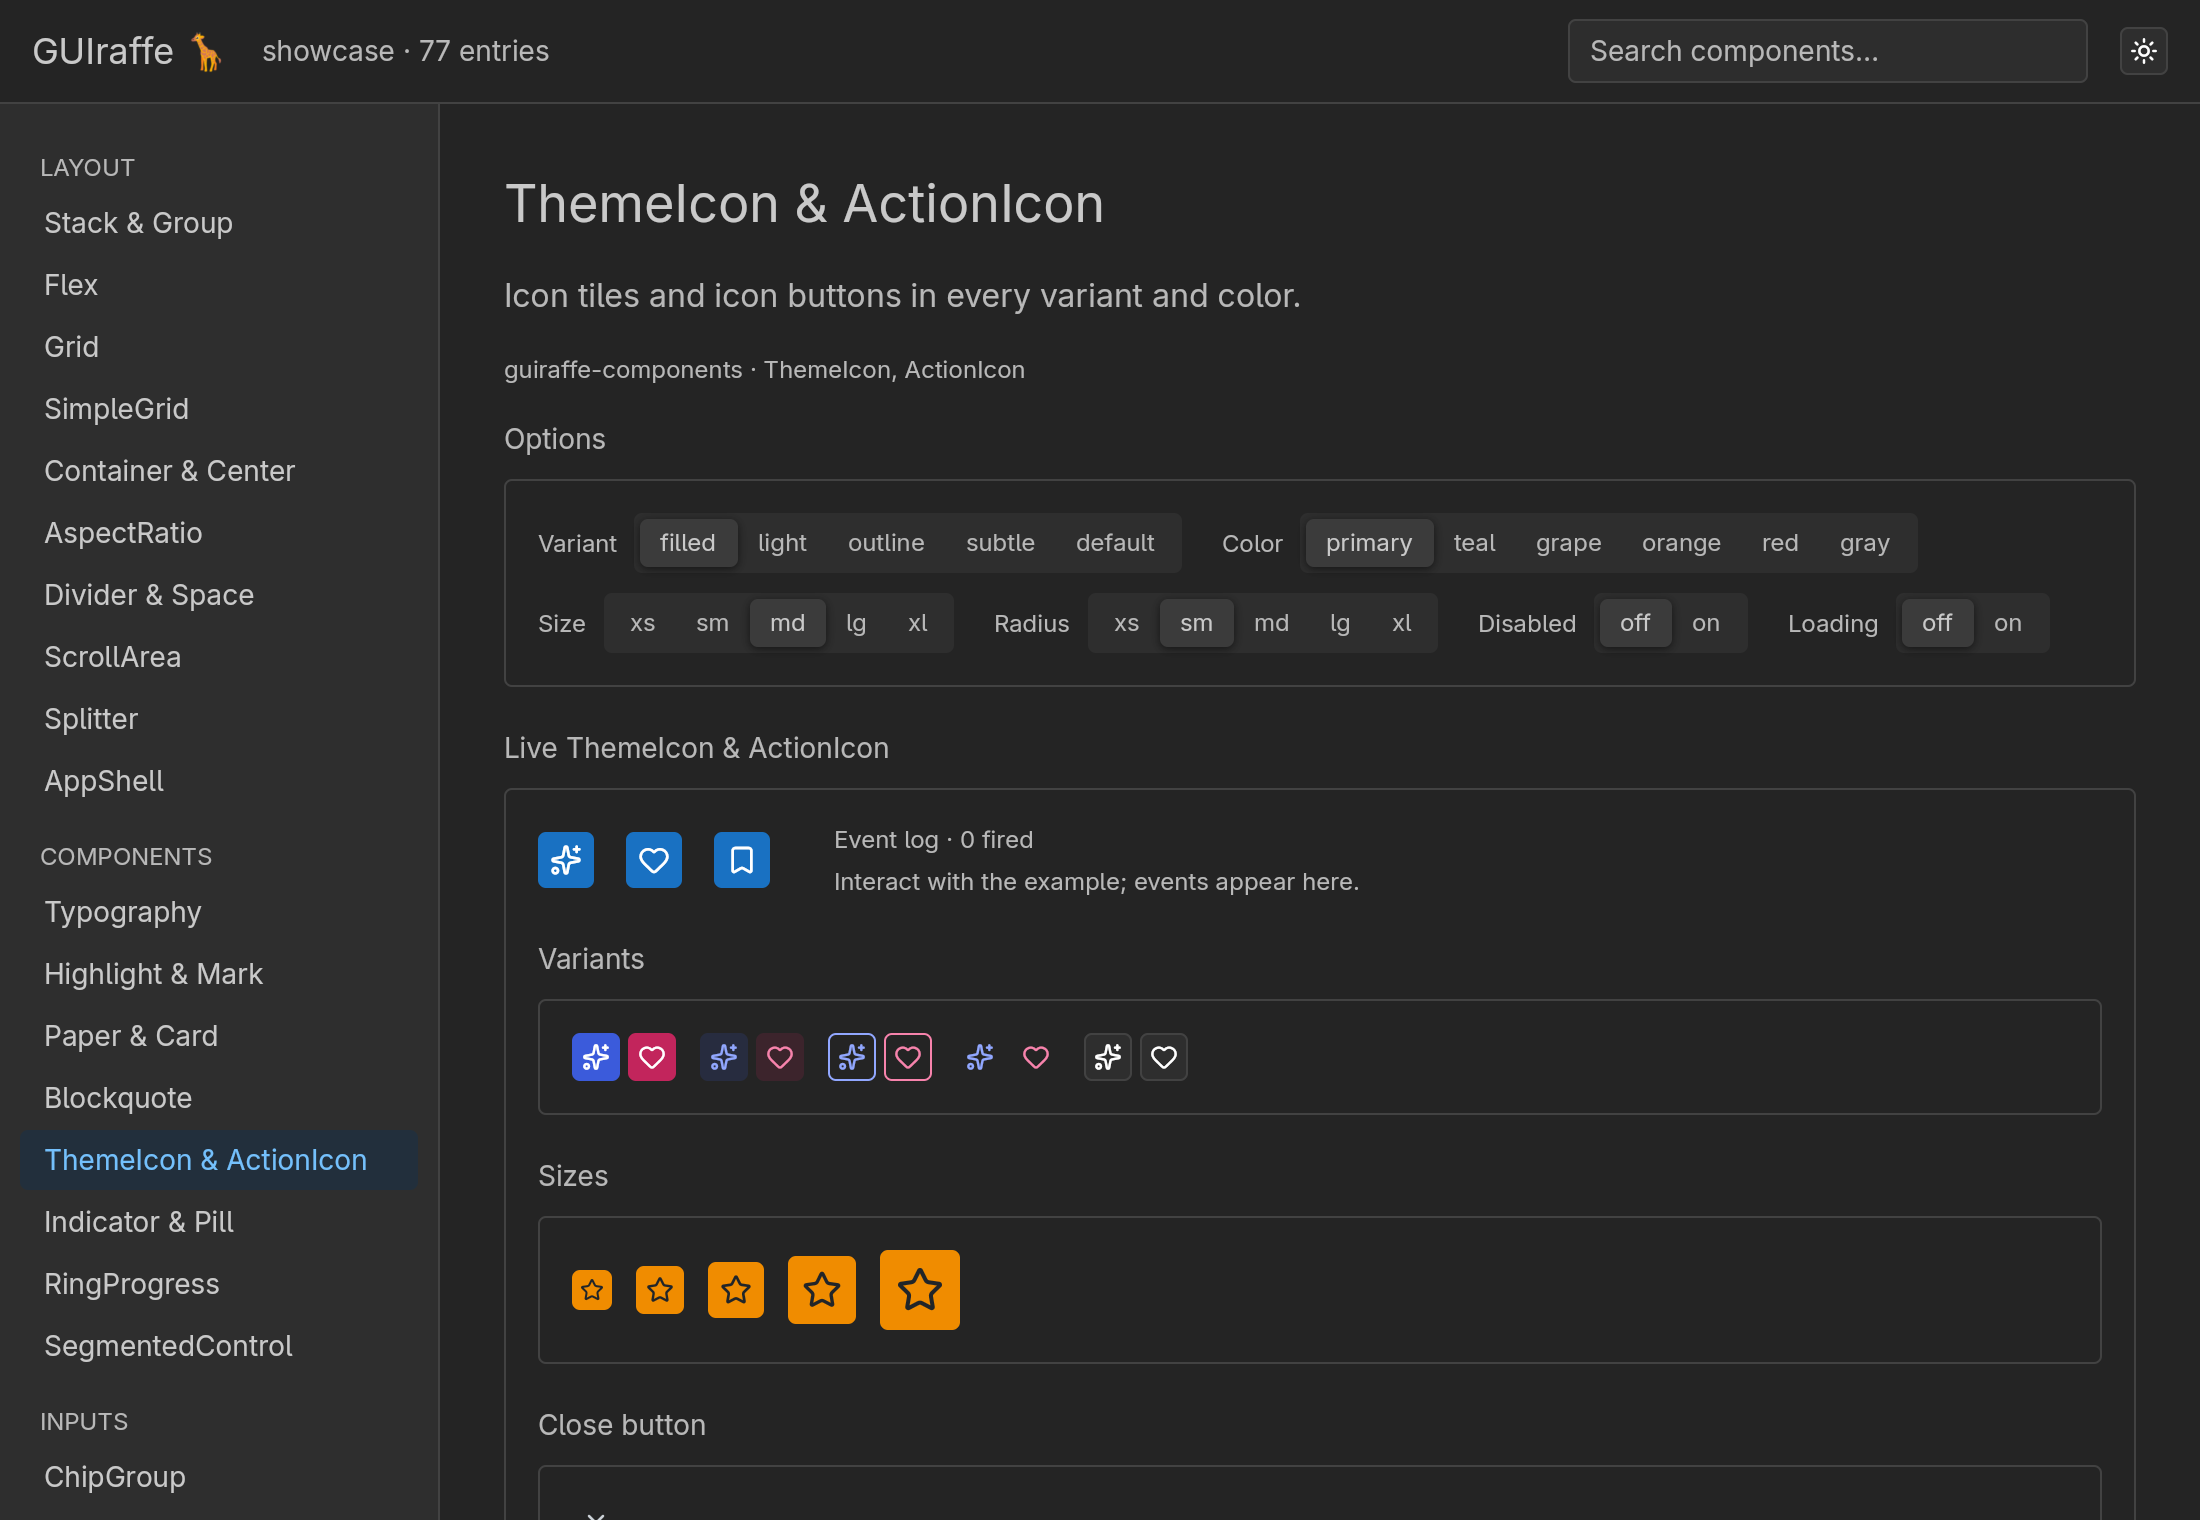 GUIraffe showcase · 77 entries
Search components...
LAYOUT
Stack & Group
Flex
Grid
SimpleGrid
Container & Center
AspectRatio
Divider & Space
ScrollArea
Splitter
AppShell
COMPONENTS
Typography
Highlight & Mark
Paper & Card
Blockquote
ThemeIcon & ActionIcon
Indicator & Pill
RingProgress
SegmentedControl
INPUTS
ChipGroup
ThemeIcon & ActionIcon
Icon tiles and icon buttons in every variant and color.
guiraffe-components · ThemeIcon, ActionIcon
Options
Variant filled light outline subtle default Color primary teal grape orange red gray
Size xs sm md lg xl Radius xs sm md lg xl Disabled off on Loading off on
Live ThemeIcon & ActionIcon
Event log · 0 fired
Interact with the example; events appear here.
Variants
Sizes
Close button